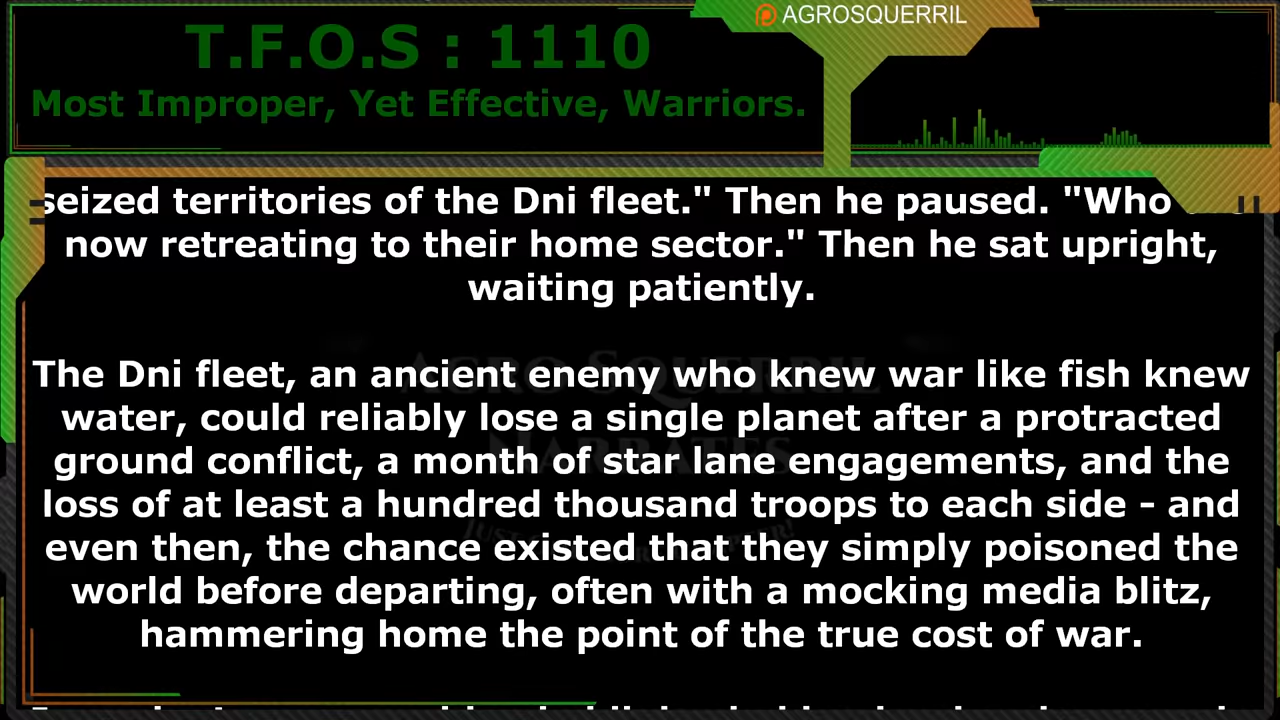 AGROSQUERRIL
T.F.O.S : 1110
Most Improper, Yet Effective, Warriors.
seized territories of the Dni fleet." Then he paused. "Who
now retreating to their home sector." Then he sat upright,
waiting patiently.
The Dni fleet, an ancient enemy who knew war like fish knew
water, could reliably lose a single planet after a protracted
ground conflict, a month of star lane engagements, and the
loss of at least a hundred thousand troops to each side - and
even then, the chance existed that they simply poisoned the
world before departing, often with a mocking media blitz,
hammering home the point of the true cost of war.
AGRO SQUERRIL
NARRATES